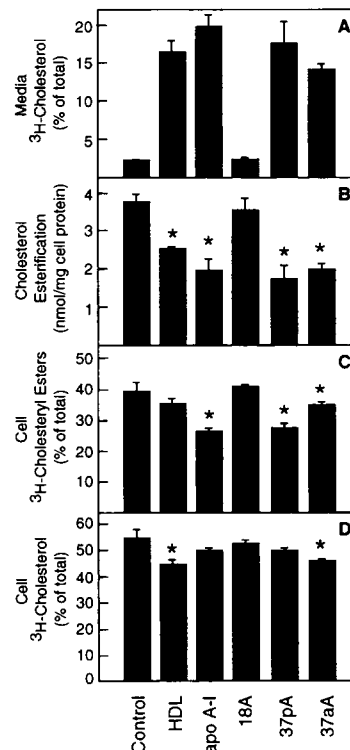 A
Media
3H-Cholesterol
(% of total)
20
15
10
5
B
Cholesterol
Esterification
(nmol/mg cell protein)
4
3
2
1
*
*
*
*
C
Cell
3H-Cholesteryl Esters
(% of total)
50
40
30
20
10
0
*
*
*
D
Cell
3H-Cholesterol
(% of total)
60
50
40
30
20
10
0
*
*
Control
HDL
apo A-I
18A
37pA
37aA